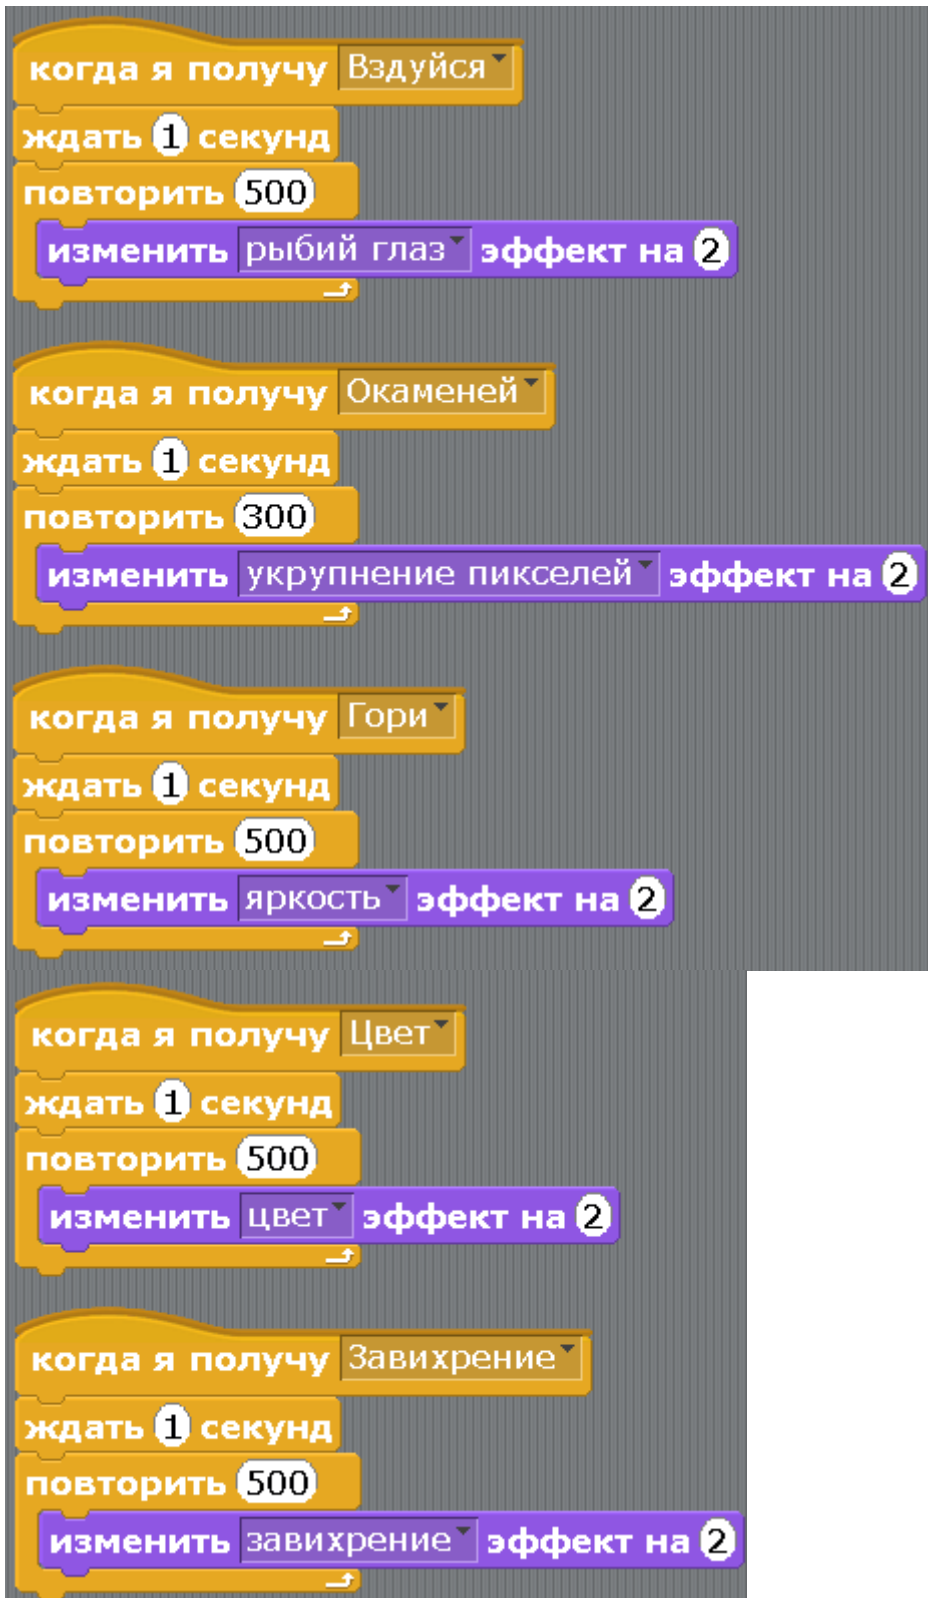 когда я получу Вздуйся
ждать 1 секунд
повторить 500
изменить рыбий глаз эффект на 2
когда я получу Окаменей
ждать 1 секунд
повторить 300
изменить укрупнение пикселей эффект на 2
когда я получу Гори
ждать 1 секунд
повторить 500
изменить яркость эффект на 2
когда я получу Цвет
ждать 1 секунд
повторить 500
изменить цвет эффект на 2
когда я получу Завихрение
ждать 1 секунд
повторить 500
изменить завихрение эффект на 2